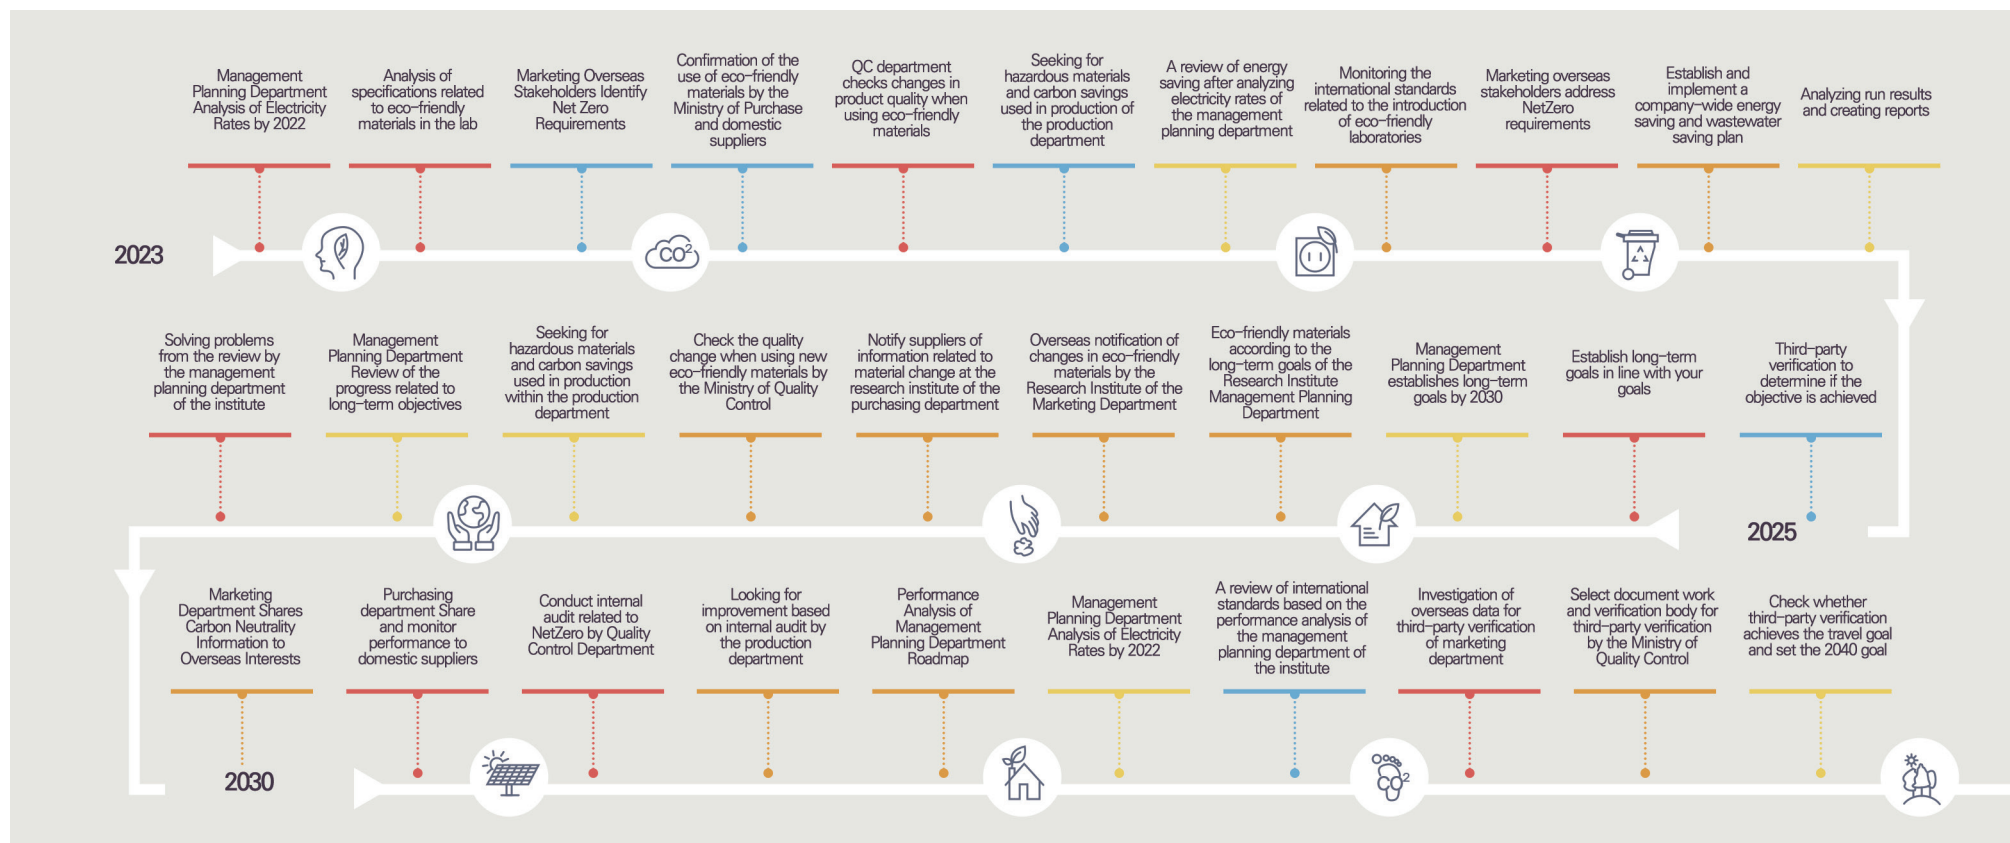 Management
Planning Department
Analysis of Electricity
Rates by 2022
Analysis of
specifications related
to eco-friendly
materials in the lab
Marketing Overseas
Stakeholders Identify
Net Zero
Requirements
Confirmation of the
use of eco-friendly
materials by the
Ministry of Purchase
and domestic
suppliers
QC department
checks changes in
product quality when
using eco-friendly
materials
Seeking for
hazardous materials
and carbon savings
used in production of
the production
department
A review of energy
saving after analyzing
electricity rates of
the management
planning department
Monitoring the
international standards
related to the introduction
of eco-friendly
laboratories
Marketing overseas
stakeholders address
NetZero
requirements
Establish and
implement a
company-wide energy
saving and wastewater
saving plan
Analyzing run results
and creating reports
2023
CO2
Solving problems
from the review by
the management
planning department
of the institute
Management
Planning Department
Review of the
progress related to
long-term objectives
Seeking for
hazardous materials
and carbon savings
used in production
within the production
department
Check the quality
change when using new
eco-friendly materials by
the Ministry of Quality
Control
Notify suppliers of
information related to
material change at the
research institute of the
purchasing department
Overseas notification of
changes in eco-friendly
materials by the
Research Institute of the
Marketing Department
Eco-friendly materials
according to the
long-term goals of the
Research Institute
Management Planning
Department
Management
Planning Department
establishes long-term
goals by 2030
Establish long-term
goals in line with your
goals
Third-party
verification to
determine if the
objective is achieved
2025
Marketing
Department Shares
Carbon Neutrality
Information to
Overseas Interests
Purchasing
department Share
and monitor
performance to
domestic suppliers
Conduct internal
audit related to
NetZero by Quality
Control Department
Looking for
improvement based
on internal audit by
the production
department
Performance
Analysis of
Management
Planning Department
Roadmap
Management
Planning Department
Analysis of Electricity
Rates by 2022
A review of international
standards based on the
performance analysis of
the management
planning department of
the institute
Investigation of
overseas data for
third-party verification
of marketing
department
Select document work
and verification body for
third-party verification
by the Ministry of
Quality Control
Check whether
third-party verification
achieves the travel goal
and set the 2040 goal
2030
CO2